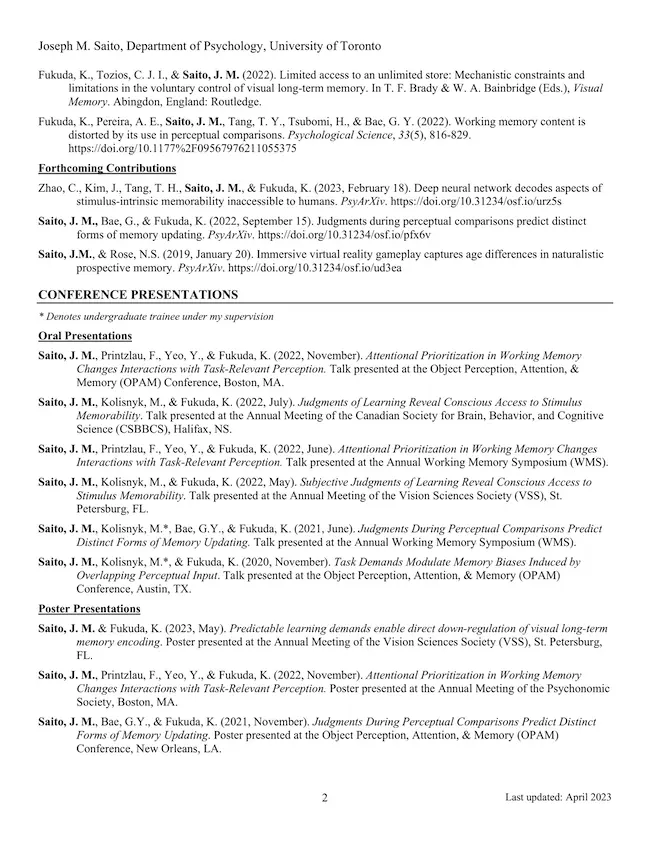 Joseph M. Saito, Department of Psychology, University of Toronto
Fukuda, K., Tozios, C. J. I., & Saito, J. M. (2022). Limited access to an unlimited store: Mechanistic constraints and
limitations in the voluntary control of visual long-term memory. In T. F. Brady & W. A. Bainbridge (Eds.), Visual
Memory. Abingdon, England: Routledge.
Fukuda, K., Pereira, A. E., Saito, J. M., Tang, T. Y., Tsubomi, H., & Bae, G. Y. (2022). Working memory content is
distorted by its use in perceptual comparisons. Psychological Science, 33(5), 816-829.
https://doi.org/10.1177%2F09567976211055375
Forthcoming Contributions
Zhao, C., Kim, J., Tang, T. H., Saito, J. M., & Fukuda, K. (2023, February 18). Deep neural network decodes aspects of
stimulus-intrinsic memorability inaccessible to humans. PsyArXiv. https://doi.org/10.31234/osf.io/urz5s
Saito, J. M., Bae, G., & Fukuda, K. (2022, September 15). Judgments during perceptual comparisons predict distinct
forms of memory updating. PsyArXiv. https://doi.org/10.31234/osf.io/pfx6v
Saito, J.M., & Rose, N.S. (2019, January 20). Immersive virtual reality gameplay captures age differences in naturalistic
prospective memory. PsyArXiv. https://doi.org/10.31234/osf.io/ud3ea
CONFERENCE PRESENTATIONS
* Denotes undergraduate trainee under my supervision
Oral Presentations
Saito, J. M., Printzlau, F., Yeo, Y., & Fukuda, K. (2022, November). Attentional Prioritization in Working Memory
Changes Interactions with Task-Relevant Perception. Talk presented at the Object Perception, Attention, &
Memory (OPAM) Conference, Boston, MA.
Saito, J. M., Kolisnyk, M., & Fukuda, K. (2022, July). Judgments of Learning Reveal Conscious Access to Stimulus
Memorability. Talk presented at the Annual Meeting of the Canadian Society for Brain, Behavior, and Cognitive
Science (CSBBCS), Halifax, NS.
Saito, J. M., Printzlau, F., Yeo, Y., & Fukuda, K. (2022, June). Attentional Prioritization in Working Memory Changes
Interactions with Task-Relevant Perception. Talk presented at the Annual Working Memory Symposium (WMS).
Saito, J. M., Kolisnyk, M., & Fukuda, K. (2022, May). Subjective Judgments of Learning Reveal Conscious Access to
Stimulus Memorability. Talk presented at the Annual Meeting of the Vision Sciences Society (VSS), St.
Petersburg, FL.
Saito, J. M., Kolisnyk, M.*, Bae, G.Y., & Fukuda, K. (2021, June). Judgments During Perceptual Comparisons Predict
Distinct Forms of Memory Updating. Talk presented at the Annual Working Memory Symposium (WMS).
Saito, J. M., Kolisnyk, M.*, & Fukuda, K. (2020, November). Task Demands Modulate Memory Biases Induced by
Overlapping Perceptual Input. Talk presented at the Object Perception, Attention, & Memory (OPAM)
Conference, Austin, TX.
Poster Presentations
Saito, J. M. & Fukuda, K. (2023, May). Predictable learning demands enable direct down-regulation of visual long-term
memory encoding. Poster presented at the Annual Meeting of the Vision Sciences Society (VSS), St. Petersburg,
FL.
Saito, J. M., Printzlau, F., Yeo, Y., & Fukuda, K. (2022, November). Attentional Prioritization in Working Memory
Changes Interactions with Task-Relevant Perception. Poster presented at the Annual Meeting of the Psychonomic
Society, Boston, MA.
Saito, J. M., Bae, G.Y., & Fukuda, K. (2021, November). Judgments During Perceptual Comparisons Predict Distinct
Forms of Memory Updating. Poster presented at the Object Perception, Attention, & Memory (OPAM)
Conference, New Orleans, LA.
2
Last updated: April 2023